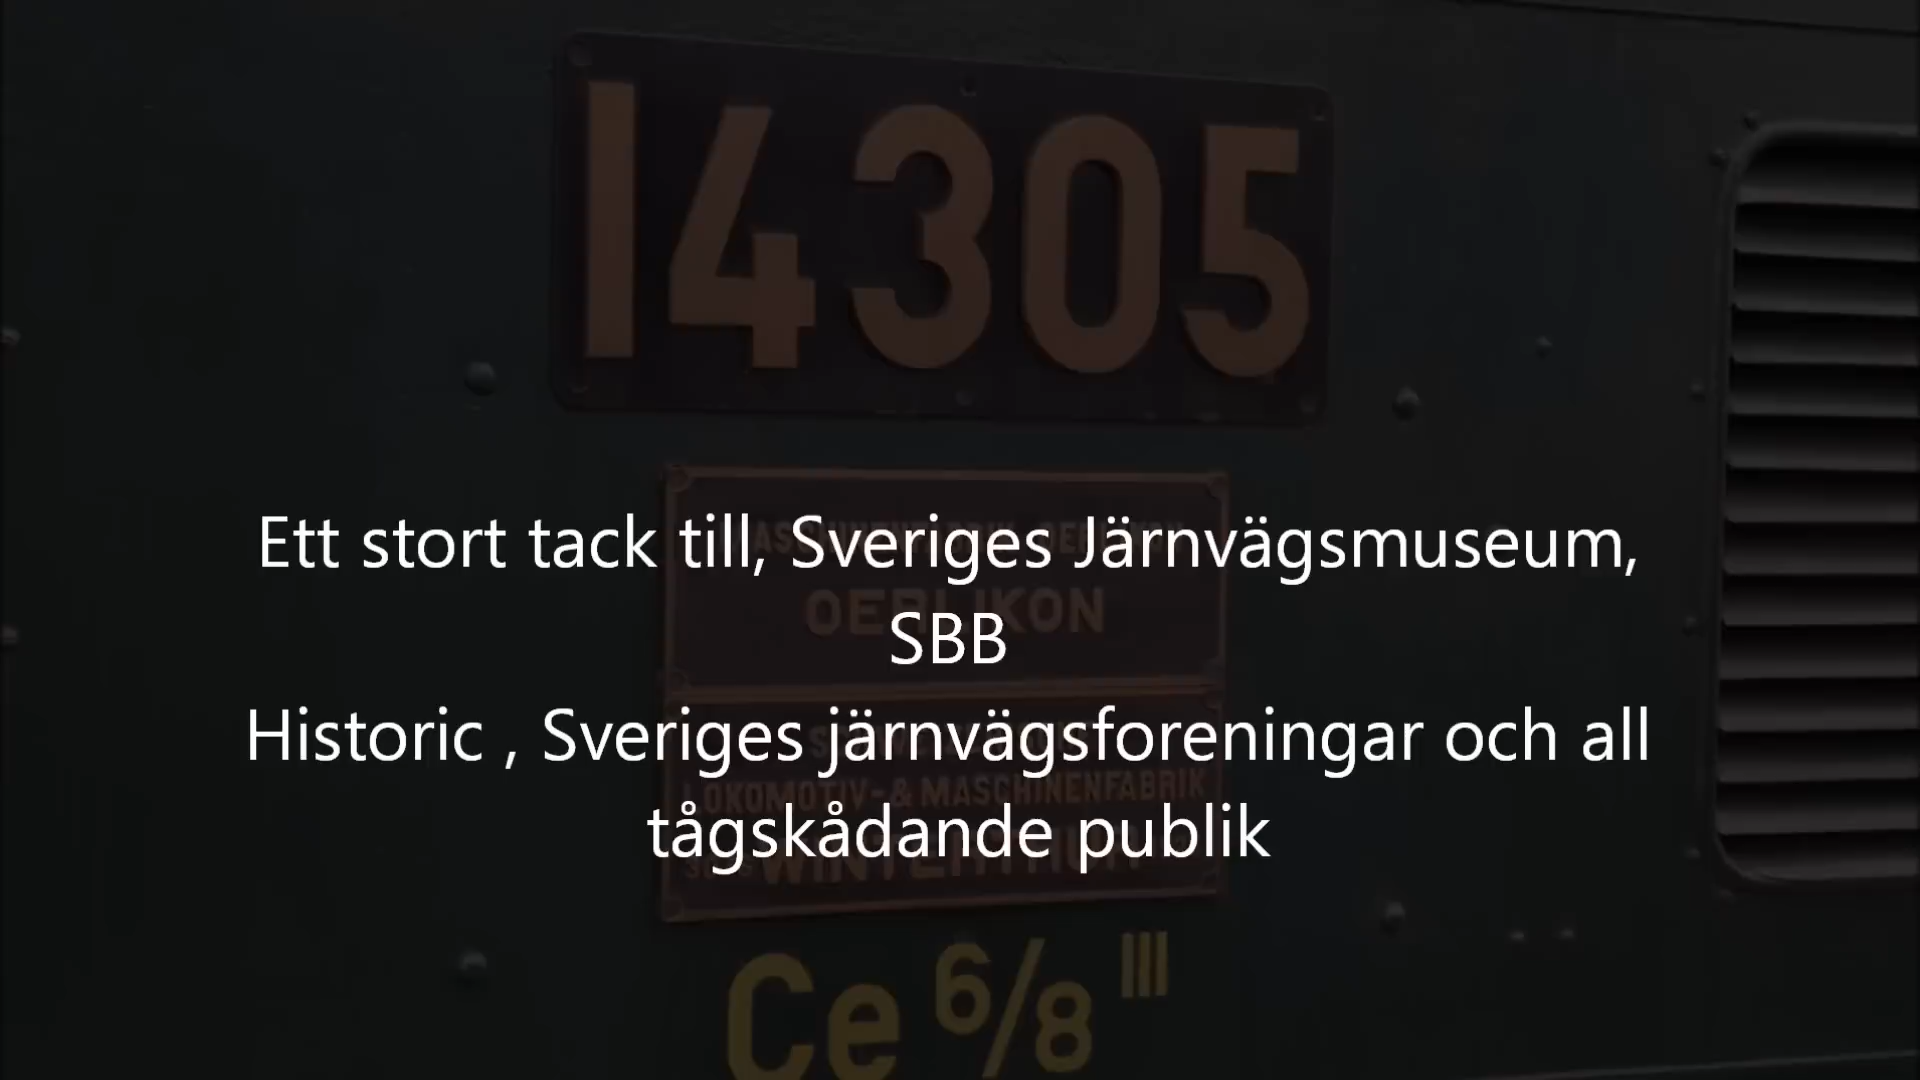 14305
Ett stort tack till, Sveriges Järnvägsmuseum,
OERLIKON
SBB
Historic , Sveriges järnvägsforeningar och all
LOKOMOTIV-& MASCHINENFABRIK
tågskådande publik
WINTERTHUR
Ce 6/8 III